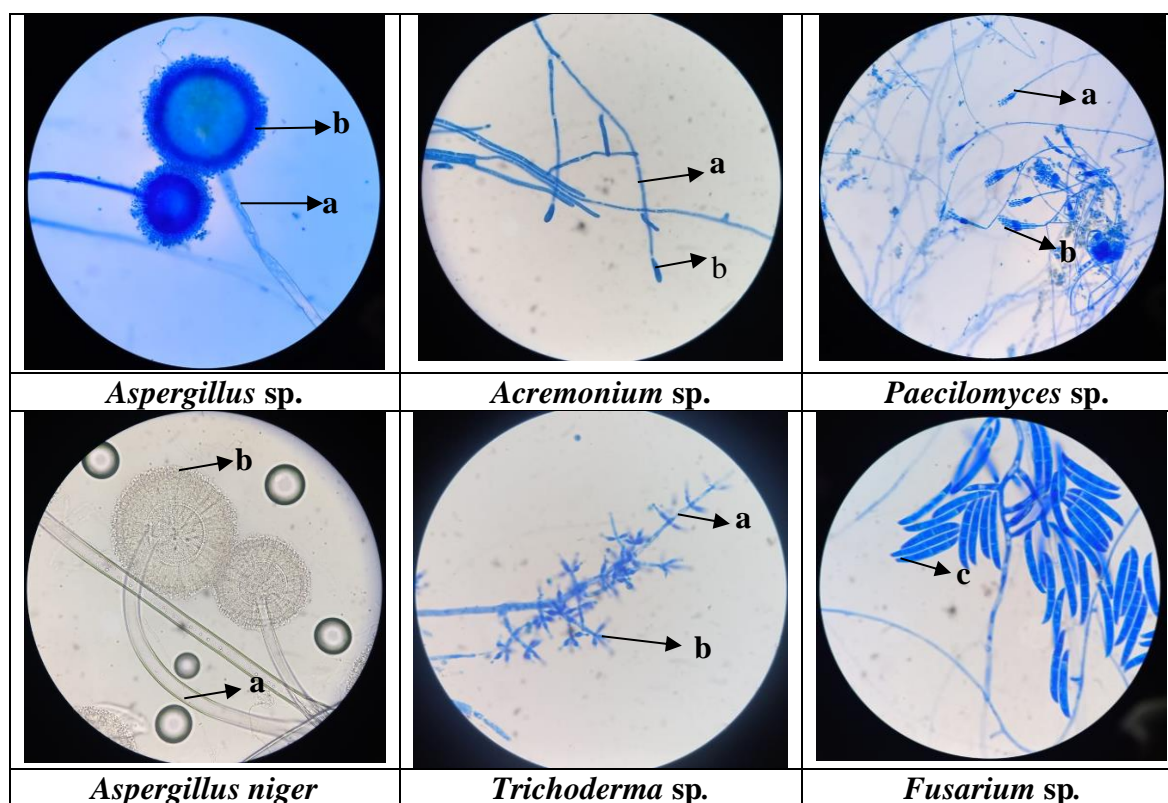 b
a
a
b
a
b
Aspergillus sp.
Acremonium sp.
Paecilomyces sp.
b
a
a
b
c
Aspergillus niger
Trichoderma sp.
Fusarium sp.